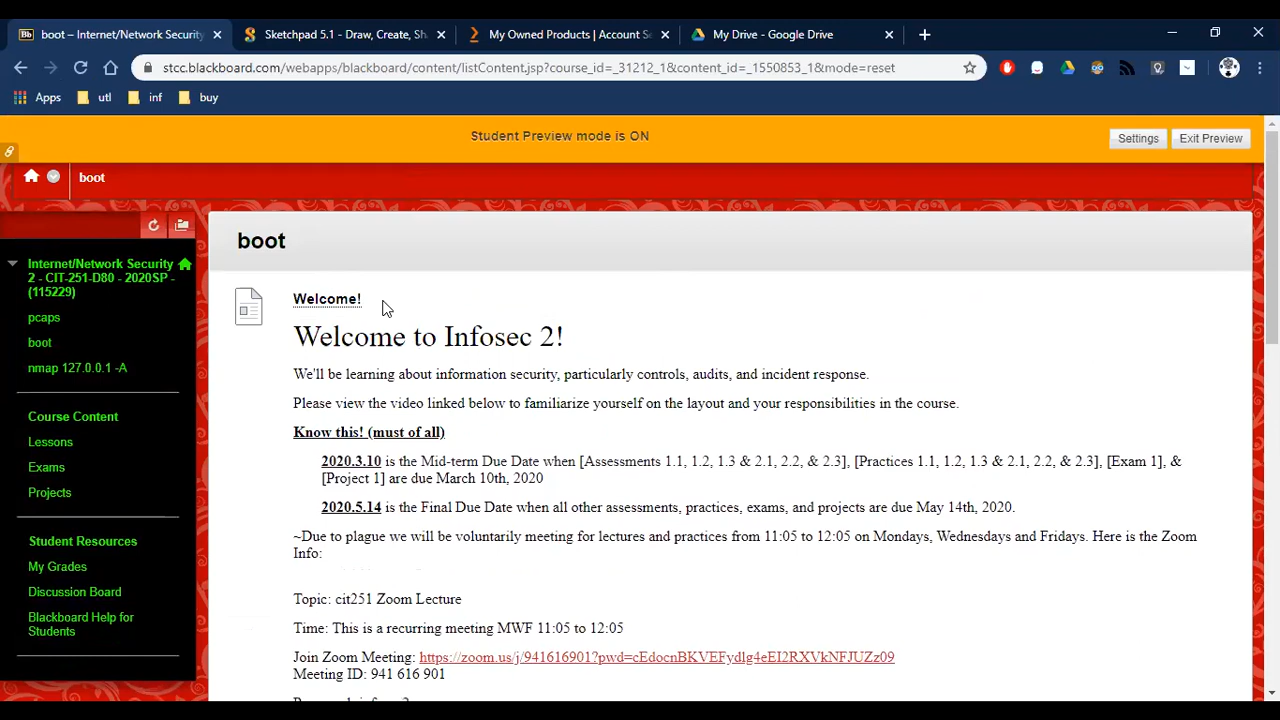 boot – Internet/Network Security
Sketchpad 5.1 - Draw, Create, Sh
My Owned Products | Account S
My Drive - Google Drive
stcc.blackboard.com/webapps/blackboard/content/listContent.jsp?course_id=_31212_1&content_id=_1550853_1&mode=reset
Apps
utl
inf
buy
Student Preview mode is ON
Settings
Exit Preview
boot
Internet/Network Security
2 - CIT-251-D80 - 2020SP -
(115229)
pcaps
boot
nmap 127.0.0.1 -A
Course Content
Lessons
Exams
Projects
Student Resources
My Grades
Discussion Board
Blackboard Help for
Students
boot
Welcome!
Welcome to Infosec 2!
We'll be learning about information security, particularly controls, audits, and incident response.
Please view the video linked below to familiarize yourself on the layout and your responsibilities in the course.
Know this! (must of all)
2020.3.10 is the Mid-term Due Date when [Assessments 1.1, 1.2, 1.3 & 2.1, 2.2, & 2.3], [Practices 1.1, 1.2, 1.3 & 2.1, 2.2, & 2.3], [Exam 1], &
[Project 1] are due March 10th, 2020
2020.5.14 is the Final Due Date when all other assessments, practices, exams, and projects are due May 14th, 2020.
~Due to plague we will be voluntarily meeting for lectures and practices from 11:05 to 12:05 on Mondays, Wednesdays and Fridays. Here is the Zoom
Info:
Topic: cit251 Zoom Lecture
Time: This is a recurring meeting MWF 11:05 to 12:05
Join Zoom Meeting: https://zoom.us/j/941616901?pwd=cEdocnBKVEFydlg4eEI2RXVkNFJUZz09
Meeting ID: 941 616 901